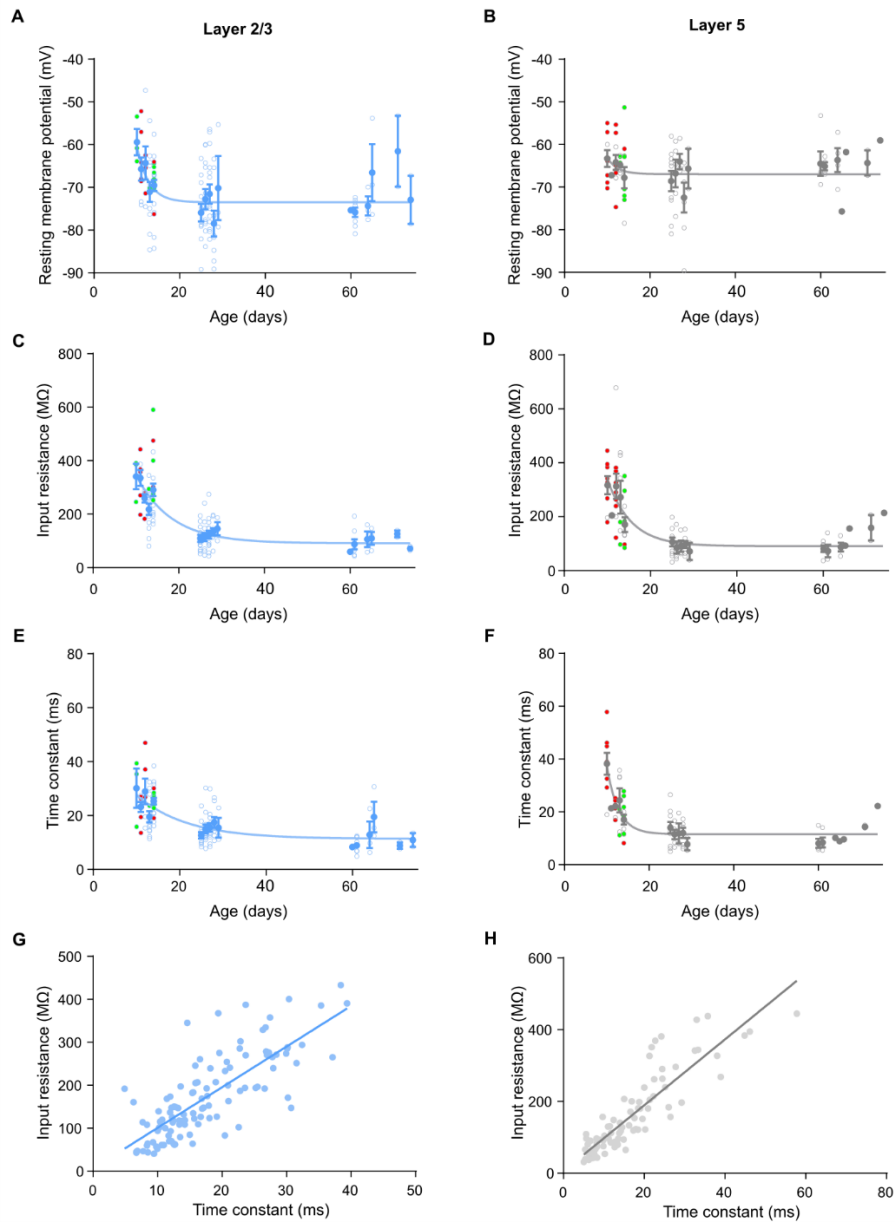 A
Layer 2/3
Resting membrane potential (mV)
-40
-50
-60
-70
-80
-90
0
20
40
60
Age (days)
B
Layer 5
Resting membrane potential (mV)
-40
-50
-60
-70
-80
-90
0
20
40
60
Age (days)
C
Input resistance (MΩ)
800
600
400
200
0
0
20
40
60
Age (days)
D
Input resistance (MΩ)
800
600
400
200
0
0
20
40
60
Age (days)
E
Time constant (ms)
80
60
40
20
0
0
20
40
60
Age (days)
F
Time constant (ms)
80
60
40
20
0
0
20
40
60
Age (days)
G
Input resistance (MΩ)
500
400
300
200
100
0
0
10
20
30
40
50
Time constant (ms)
H
Input resistance (MΩ)
600
400
200
0
0
20
40
60
80
Time constant (ms)